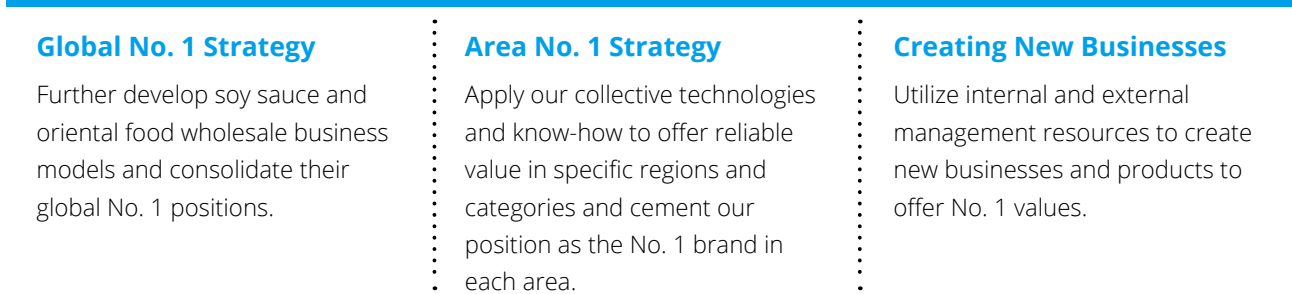 Global No. 1 Strategy
Further develop soy sauce and
oriental food wholesale business
models and consolidate their
global No. 1 positions.
Area No. 1 Strategy
Apply our collective technologies
and know-how to offer reliable
value in specific regions and
categories and cement our
position as the No. 1 brand in
each area.
Creating New Businesses
Utilize internal and external
management resources to create
new businesses and products to
offer No. 1 values.